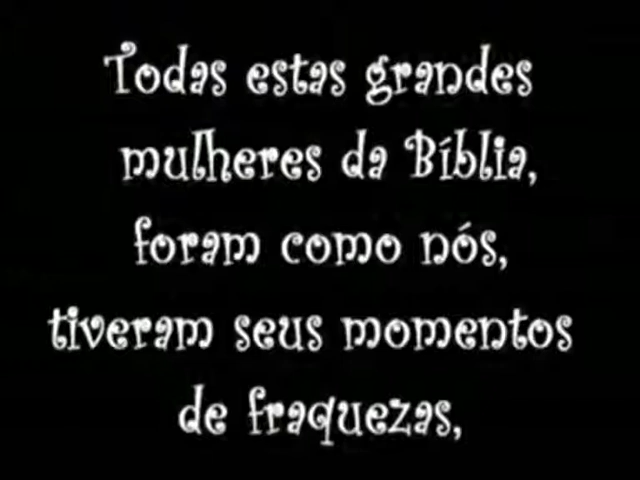 Todas estas grandes
mulheres da Bíblia,
foram como nós,
tiveram seus momentos
de fraquezas,